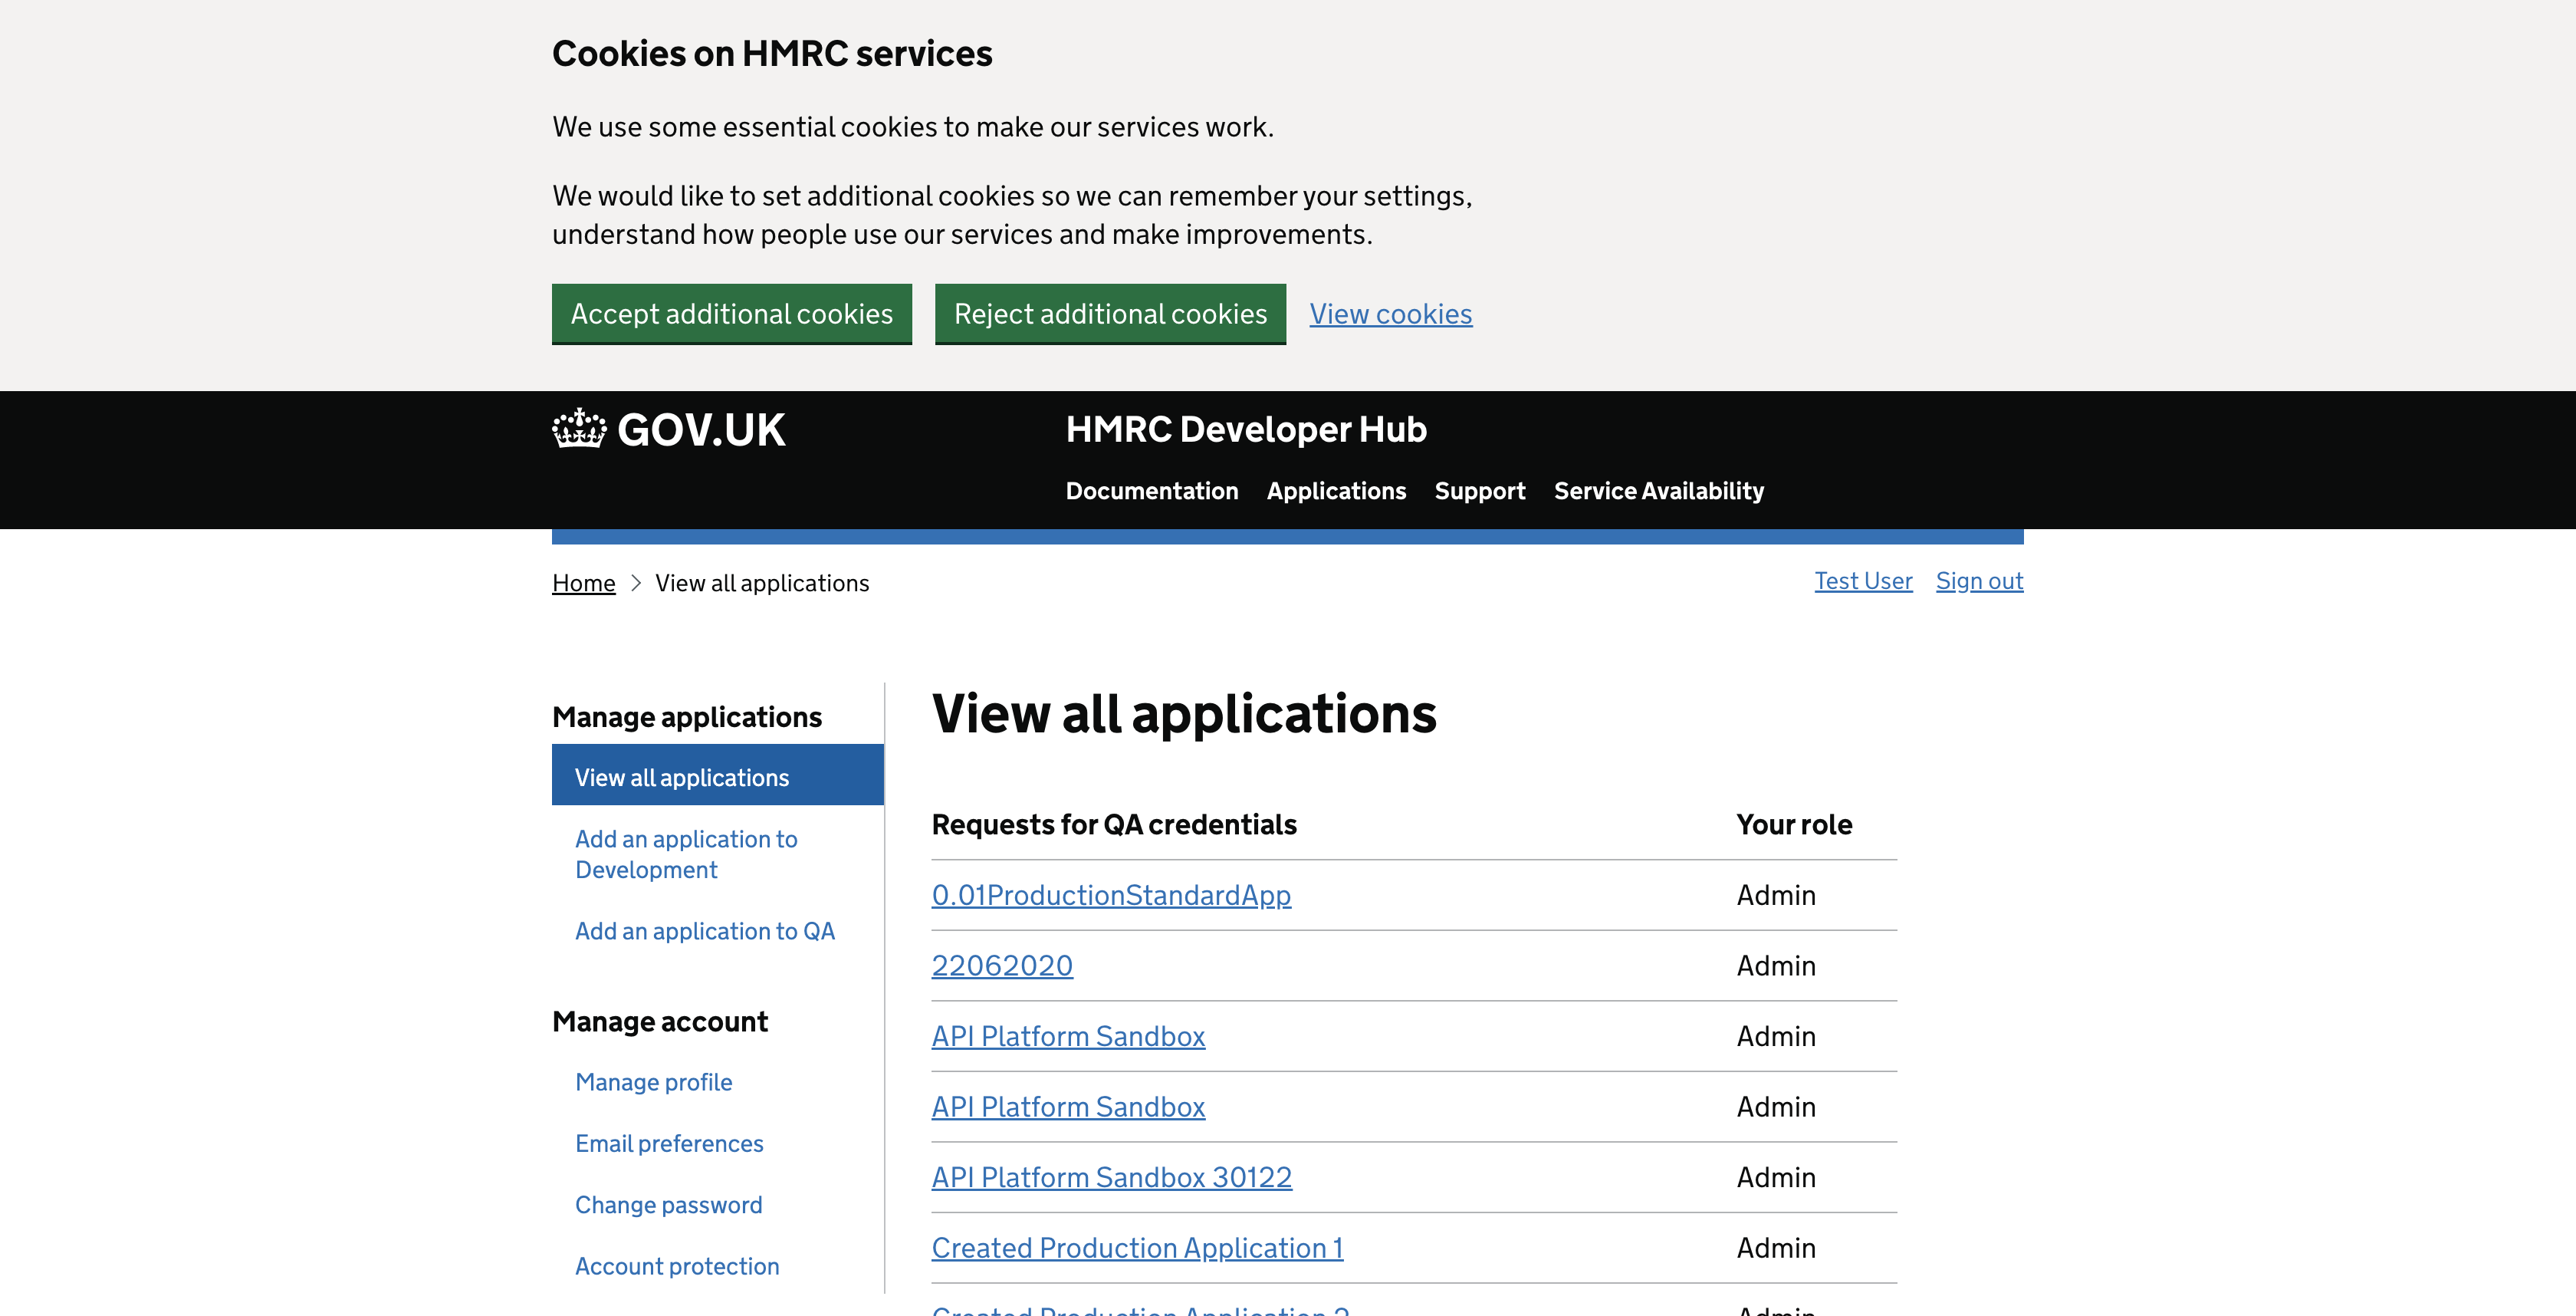 Cookies on HMRC services
We use some essential cookies to make our services work.
We would like to set additional cookies so we can remember your settings,
understand how people use our services and make improvements.
Accept additional cookies Reject additional cookies View cookies
GOV.UK HMRC Developer Hub
Documentation Applications Support Service Availability
Home View all applications Test User Sign out
Manage applications
View all applications
Add an application to
Development
Add an application to QA
Manage account
Manage profile
Email preferences
Change password
Account protection
View all applications
Requests for QA credentials Your role
0.01ProductionStandardApp Admin
22062020 Admin
API Platform Sandbox Admin
API Platform Sandbox Admin
API Platform Sandbox 30122 Admin
Created Production Application 1 Admin
Created Production Application 2 Admin